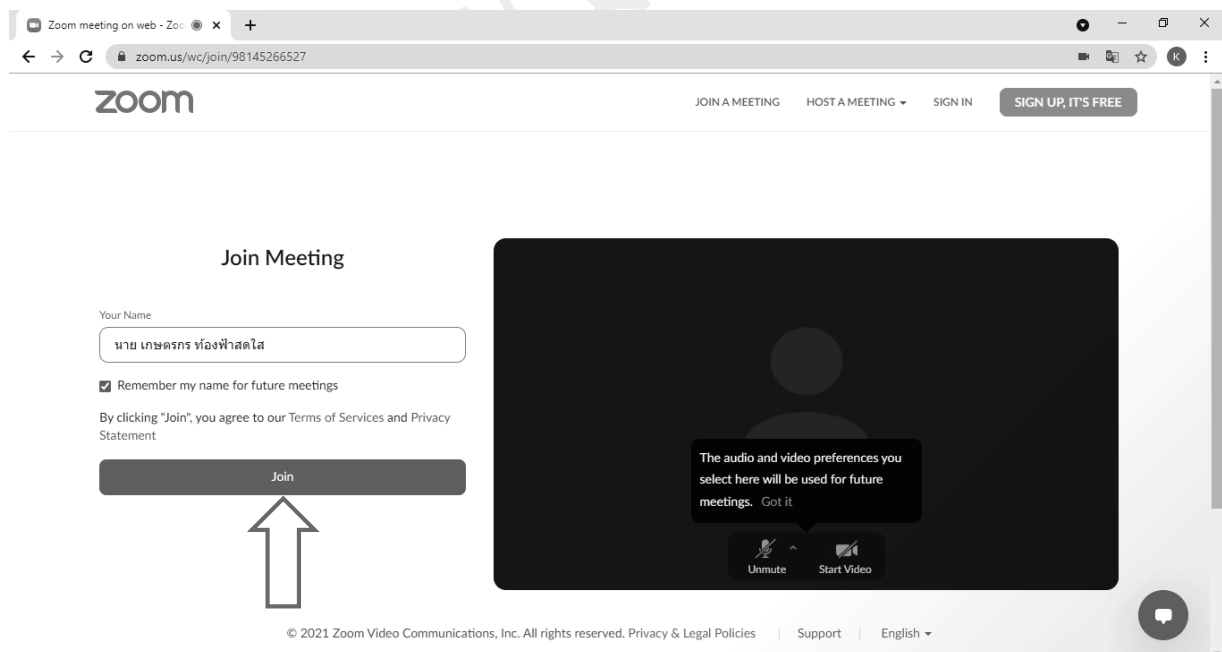 Zoom meeting on web - Zoo
zoom.us/wc/join/98145266527
K
zoom
JOIN A MEETING
HOST A MEETING
SIGN IN
SIGN UP, IT'S FREE
Join Meeting
Your Name
นาย เกษตรกร ท้องฟ้าสดใส
Remember my name for future meetings
By clicking "Join", you agree to our Terms of Services and Privacy
Statement
Join
The audio and video preferences you
select here will be used for future
meetings. Got it
Unmute
Start Video
© 2021 Zoom Video Communications, Inc. All rights reserved. Privacy & Legal Policies
Support
English